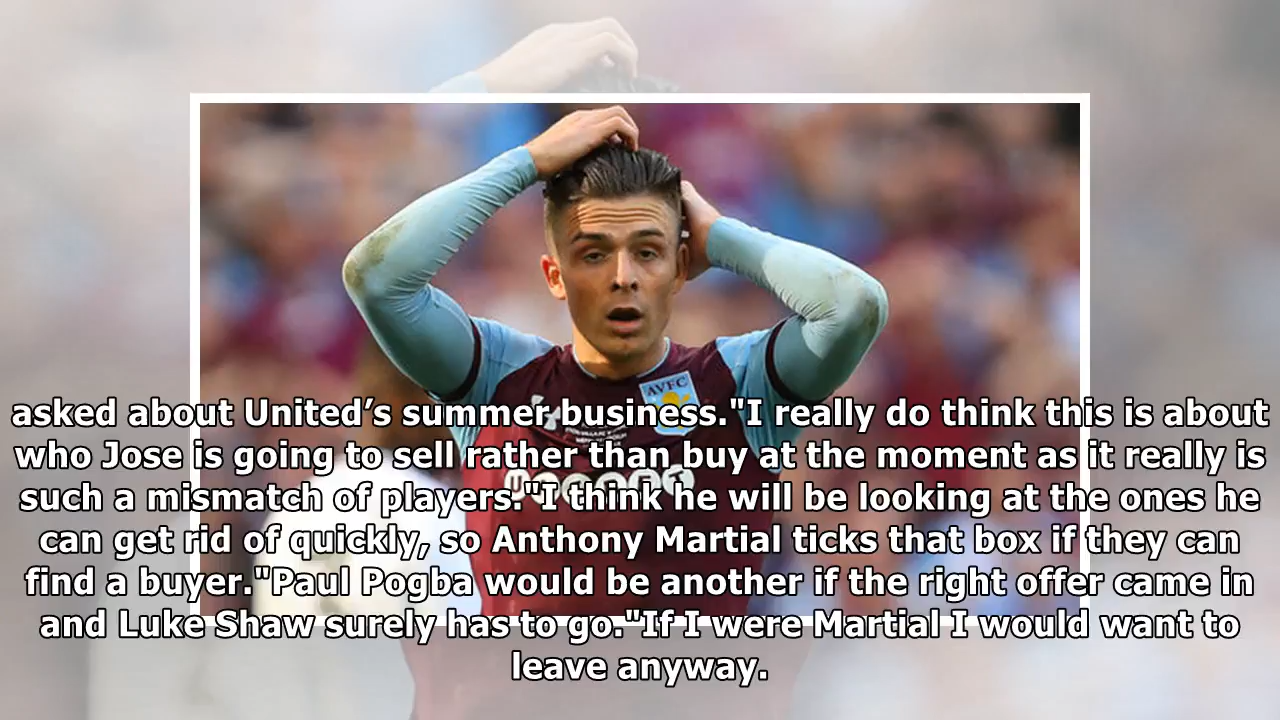 AVFC
asked about United’s summer business."I really do think this is about
who Jose is going to sell rather than buy at the moment as it really is
such a mismatch of players."I think he will be looking at the ones he
can get rid of quickly, so Anthony Martial ticks that box if they can
find a buyer."Paul Pogba would be another if the right offer came in
and Luke Shaw surely has to go."If I were Martial I would want to
leave anyway.